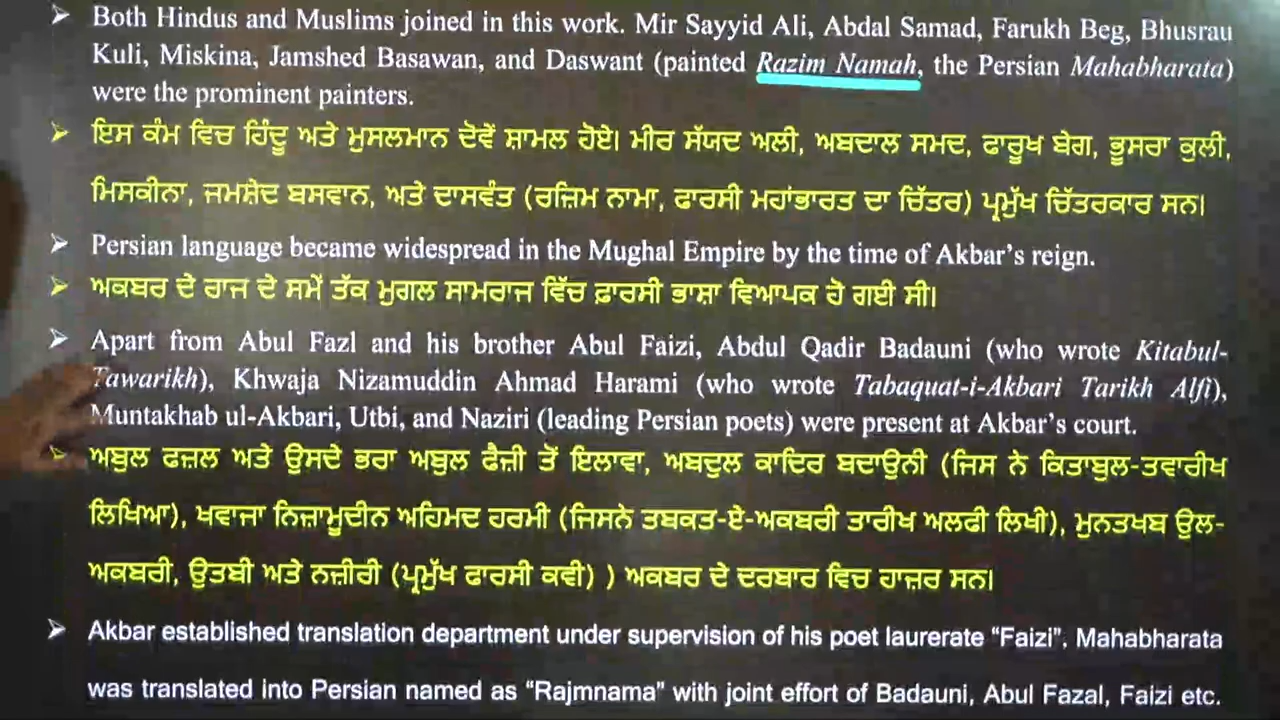 ➤ Both Hindus and Muslims joined in this work. Mir Sayyid Ali, Abdal Samad, Farukh Beg, Bhusrau
Kuli, Miskina, Jamshed Basawan, and Daswant (painted Razim Namah, the Persian Mahabharata)
were the prominent painters.
➤ ਇਸ ਕੰਮ ਵਿਚ ਹਿੰਦੂ ਅਤੇ ਮੁਸਲਮਾਨ ਦੋਵੇਂ ਸ਼ਾਮਲ ਹੋਏ। ਮੀਰ ਸੱਯਦ ਅਲੀ, ਅਬਦਾਲ ਸਮਦ, ਫਾਰੂਖ ਬੇਗ, ਭੂਸਰਾ ਕੁਲੀ,
ਮਿਸਕੀਨਾ, ਜਮਸ਼ੇਦ ਬਸਵਾਨ, ਅਤੇ ਦਾਸਵੰਤ (ਰਜ਼ਿਮ ਨਾਮਾ, ਫਾਰਸੀ ਮਹਾਂਭਾਰਤ ਦਾ ਚਿੱਤਰ) ਪ੍ਰਮੁੱਖ ਚਿੱਤਰਕਾਰ ਸਨ।
➤ Persian language became widespread in the Mughal Empire by the time of Akbar’s reign.
➤ ਅਕਬਰ ਦੇ ਰਾਜ ਦੇ ਸਮੇਂ ਤੱਕ ਮੁਗਲ ਸਾਮਰਾਜ ਵਿੱਚ ਫ਼ਾਰਸੀ ਭਾਸ਼ਾ ਵਿਆਪਕ ਹੋ ਗਈ ਸੀ।
➤ Apart from Abul Fazl and his brother Abul Faizi, Abdul Qadir Badauni (who wrote Kitabul-
Tawarikh), Khwaja Nizamuddin Ahmad Harami (who wrote Tabaquat-i-Akbari Tarikh Alfi),
Muntakhab ul-Akbari, Utbi, and Naziri (leading Persian poets) were present at Akbar’s court.
➤ ਅਬੁਲ ਫਜ਼ਲ ਅਤੇ ਉਸਦੇ ਭਰਾ ਅਬੁਲ ਫੈਜ਼ੀ ਤੋਂ ਇਲਾਵਾ, ਅਬਦੁਲ ਕਾਦਿਰ ਬਦਾਉਨੀ (ਜਿਸ ਨੇ ਕਿਤਾਬੁਲ-ਤਵਾਰੀਖ
ਲਿਖਿਆ), ਖਵਾਜਾ ਨਿਜ਼ਾਮੂਦੀਨ ਅਹਿਮਦ ਹਰਮੀ (ਜਿਸਨੇ ਤਬਕਤ-ਏ-ਅਕਬਰੀ ਤਾਰੀਖ ਅਲਫੀ ਲਿਖੀ), ਮੁਨਤਖਬ ਉਲ-
ਅਕਬਰੀ, ਉਤਬੀ ਅਤੇ ਨਜ਼ੀਰੀ (ਪ੍ਰਮੁੱਖ ਫਾਰਸੀ ਕਵੀ) ) ਅਕਬਰ ਦੇ ਦਰਬਾਰ ਵਿਚ ਹਾਜ਼ਰ ਸਨ।
➤ Akbar established translation department under supervision of his poet laurerate “Faizi”. Mahabharata
was translated into Persian named as “Rajmnama” with joint effort of Badauni, Abul Fazal, Faizi etc.